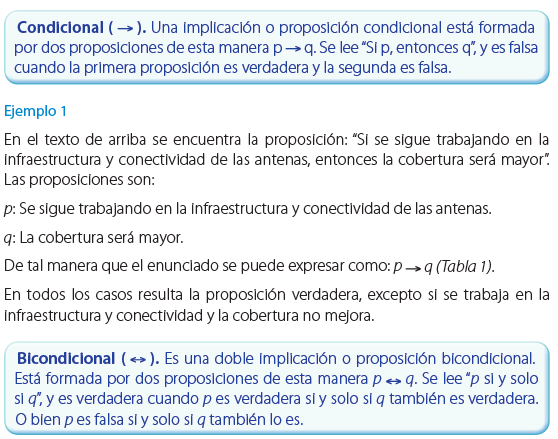 Condicional ( → ). Una implicación o proposición condicional está formada
por dos proposiciones de esta manera p → q. Se lee “Si p, entonces q”, y es falsa
cuando la primera proposición es verdadera y la segunda es falsa.
Ejemplo 1
En el texto de arriba se encuentra la proposición: “Si se sigue trabajando en la
infraestructura y conectividad de las antenas, entonces la cobertura será mayor”.
Las proposiciones son:
p: Se sigue trabajando en la infraestructura y conectividad de las antenas.
q: La cobertura será mayor.
De tal manera que el enunciado se puede expresar como: p → q (Tabla 1).
En todos los casos resulta la proposición verdadera, excepto si se trabaja en la
infraestructura y conectividad y la cobertura no mejora.
Bicondicional ( ↔ ). Es una doble implicación o proposición bicondicional.
Está formada por dos proposiciones de esta manera p ↔ q. Se lee “p si y solo
si q”, y es verdadera cuando p es verdadera si y solo si q también es verdadera.
O bien p es falsa si y solo si q también lo es.